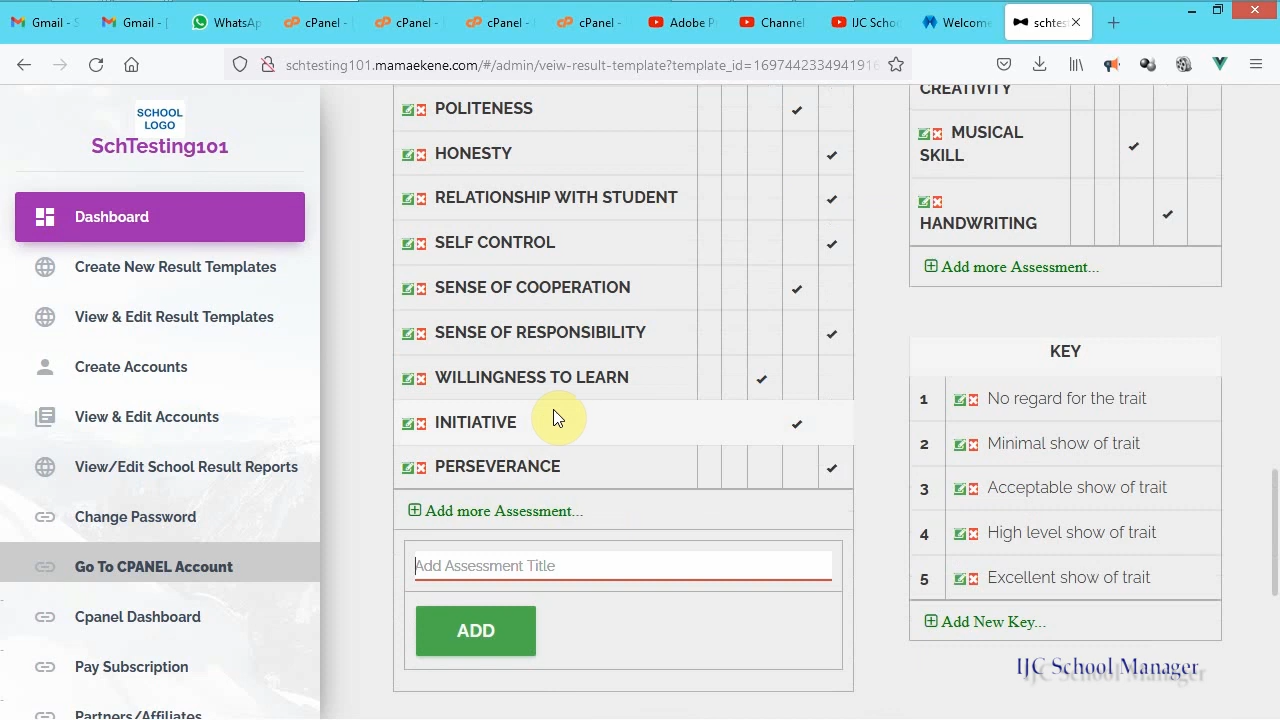 Gmail - S
Gmail - [
WhatsAp
cPanel -
cPanel -
cPanel -
cPanel -
Adobe P
Channel
IJC Schoo
Welcome
schtes
schtesting101.mamaekene.com/#/admin/veiw-result-template?template_id=1697442334941916
SCHOOL
LOGO
SchTesting101
Dashboard
Create New Result Templates
View & Edit Result Templates
Create Accounts
View & Edit Accounts
View/Edit School Result Reports
Change Password
Go To CPANEL Account
Cpanel Dashboard
Pay Subscription
Partners/Affiliates
POLITENESS
HONESTY
RELATIONSHIP WITH STUDENT
SELF CONTROL
SENSE OF COOPERATION
SENSE OF RESPONSIBILITY
WILLINGNESS TO LEARN
INITIATIVE
PERSEVERANCE
Add more Assessment...
Add Assessment Title
ADD
CREATIVITY
MUSICAL
SKILL
HANDWRITING
Add more Assessment...
KEY
1 No regard for the trait
2 Minimal show of trait
3 Acceptable show of trait
4 High level show of trait
5 Excellent show of trait
Add New Key...
IJC School Manager